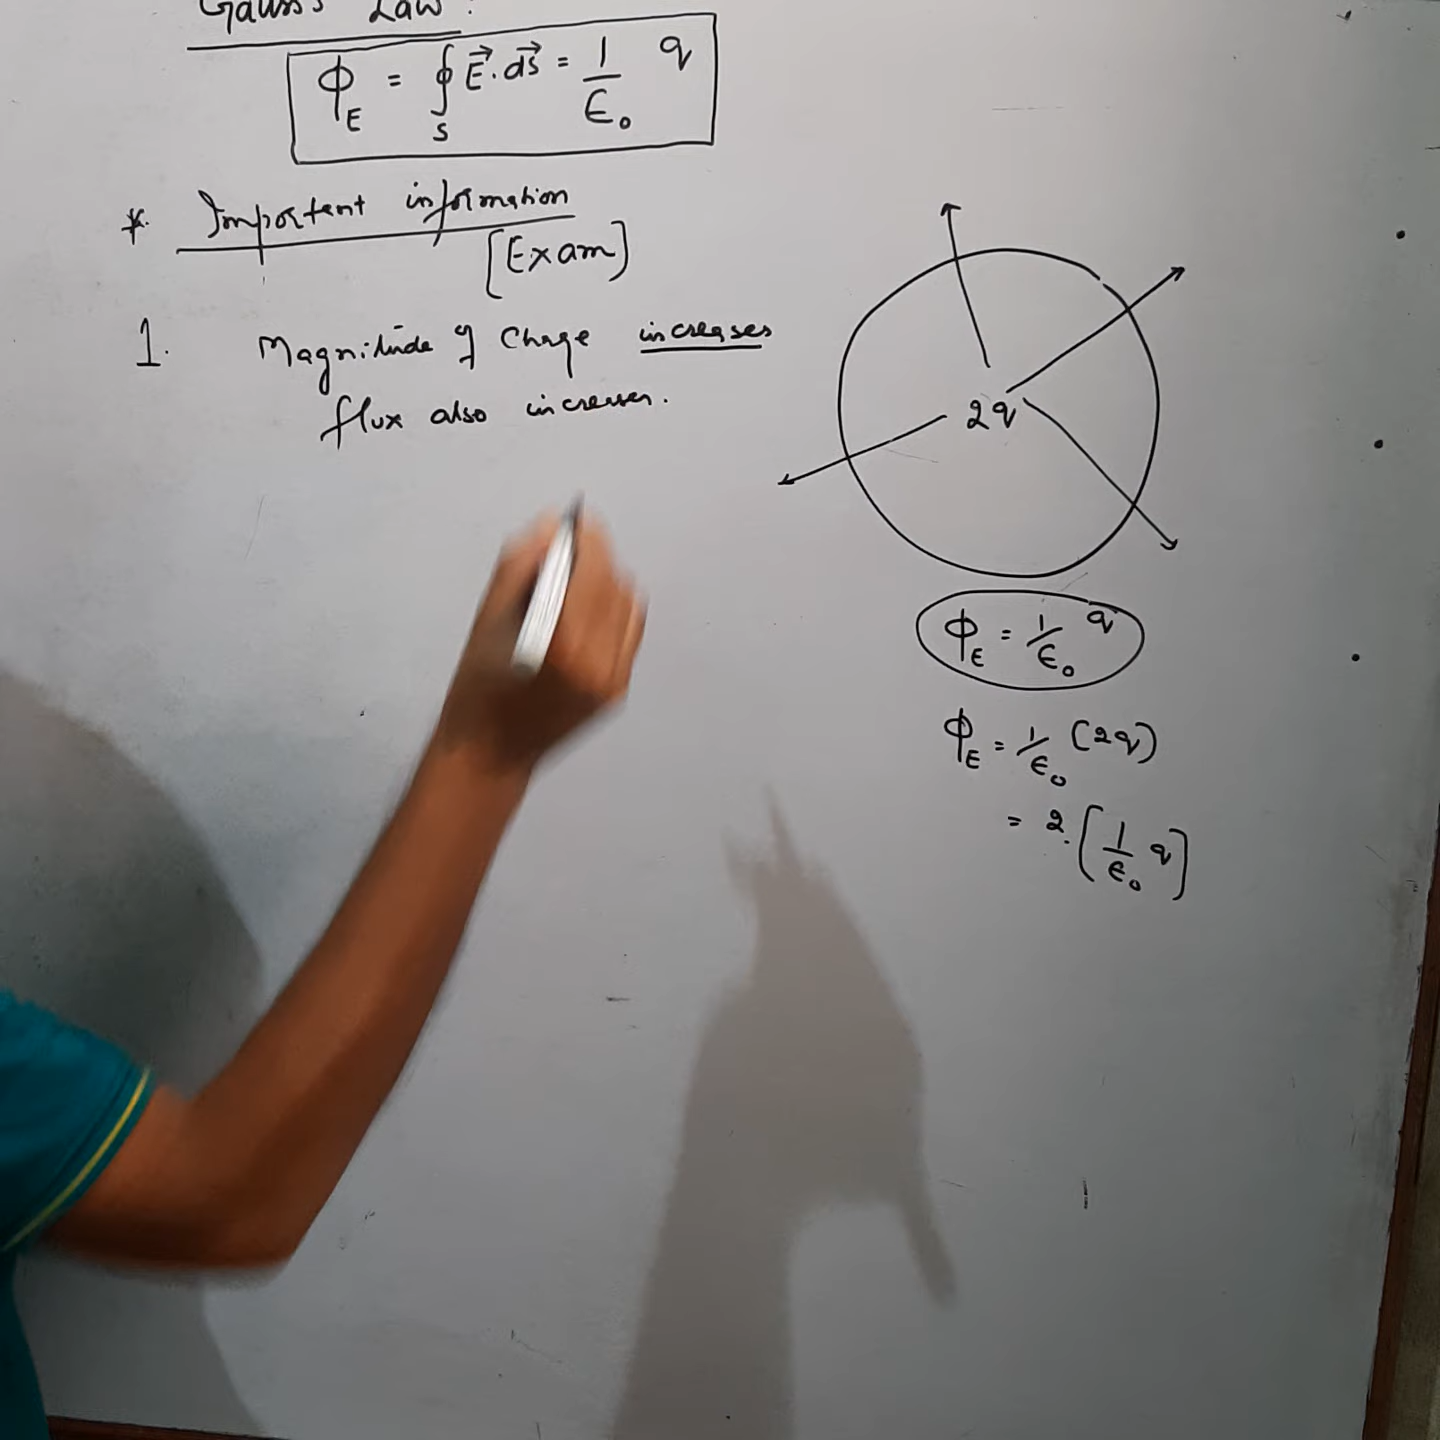 Gauss's Law :
ϕ_E = ∮_S E⃗.ds⃗ = 1/ε₀ q
* Important information
[Exam]
1. Magnitude of Charge increases
flux also increases.
2q
ϕ_E = 1/ε₀ q
ϕ_E = 1/ε₀ (2q)
= 2.(1/ε₀ q)